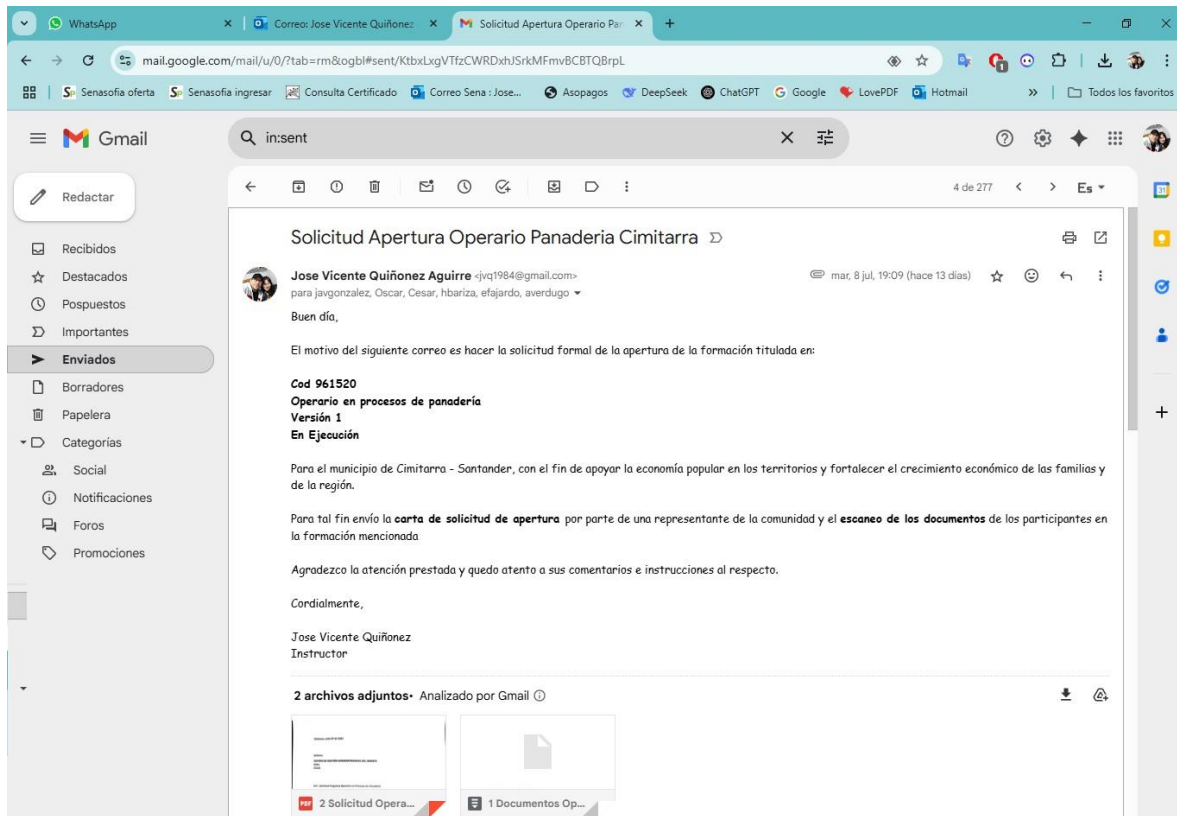 WhatsApp
Correo: Jose Vicente Quiñonez
Solicitud Apertura Operario Par
mail.google.com/mail/u/0/?tab=rm&ogbl#sent/KtbxLxgVTfzCWRDxhJSrkMFmvBCBTQBrpL
Senasofia oferta
Senasofia ingresar
Consulta Certificado
Correo Sena : Jose...
Asopagos
DeepSeek
ChatGPT
Google
LovePDF
Hotmail
»
Todos los favoritos
Gmail
in:sent
Redactar
4 de 277
Es
31
Recibidos
Destacados
Pospuestos
Importantes
Enviados
Borradores
Papelera
Categorías
Social
Notificaciones
Foros
Promociones
Solicitud Apertura Operario Panaderia Cimitarra
Jose Vicente Quiñonez Aguirre <jvq1984@gmail.com>
mar, 8 jul, 19:09 (hace 13 días)
para javgonzalez, Oscar, Cesar, hbariza, efajardo, averdugo
Buen día,
El motivo del siguiente correo es hacer la solicitud formal de la apertura de la formación titulada en:
Cod 961520
Operario en procesos de panadería
Versión 1
En Ejecución
Para el municipio de Cimitarra - Santander, con el fin de apoyar la economía popular en los territorios y fortalecer el crecimiento económico de las familias y
de la región.
Para tal fin envío la carta de solicitud de apertura por parte de una representante de la comunidad y el escaneo de los documentos de los participantes en
la formación mencionada
Agradezco la atención prestada y quedo atento a sus comentarios e instrucciones al respecto.
Cordialmente,
Jose Vicente Quiñonez
Instructor
2 archivos adjuntos• Analizado por Gmail
PDF
2 Solicitud Opera...
1 Documentos Op...